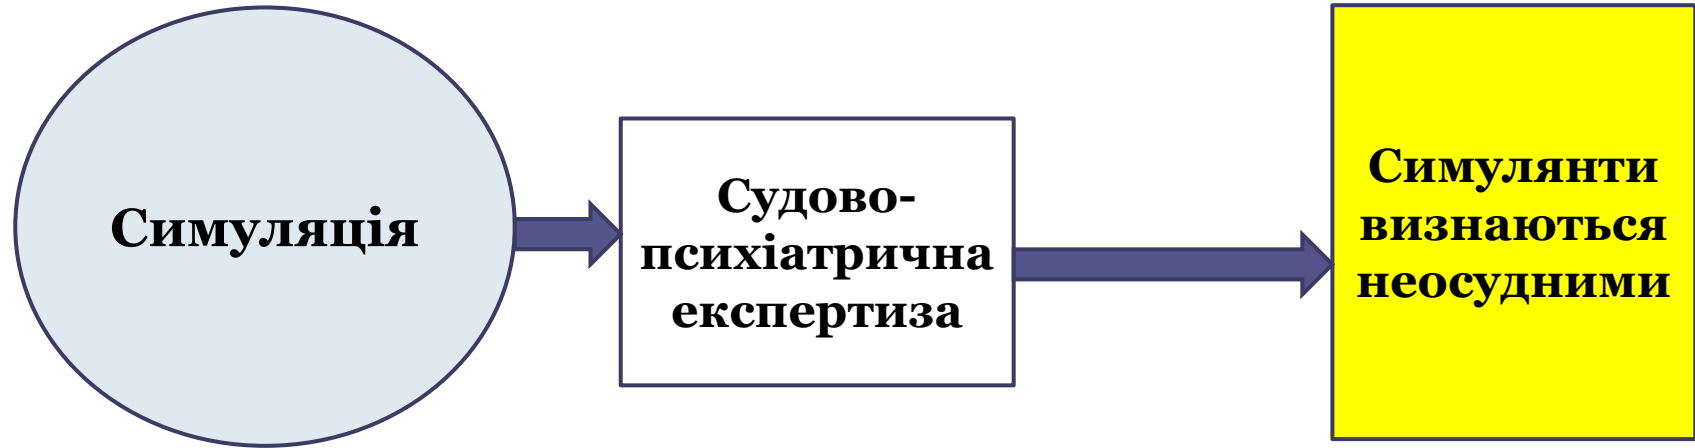 Симуляція
Судово-
психіатрична
експертиза
Симулянти
визнаються
неосудними